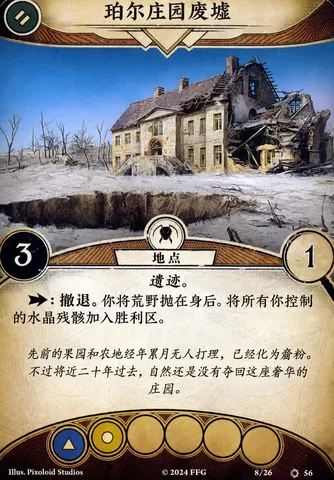 珀尔庄园废墟
3
地点
1
遗迹。
：撤退。你将荒野抛在身后。将所有你控制
的水晶残骸加入胜利区。
先前的果园和农地经年累月无人打理，已经化为齑粉。
不过将近二十年过去，自然还是没有夺回这座奢华的
庄园。
Illus. Pixoloid Studios
© 2024 FFG
8/26
56